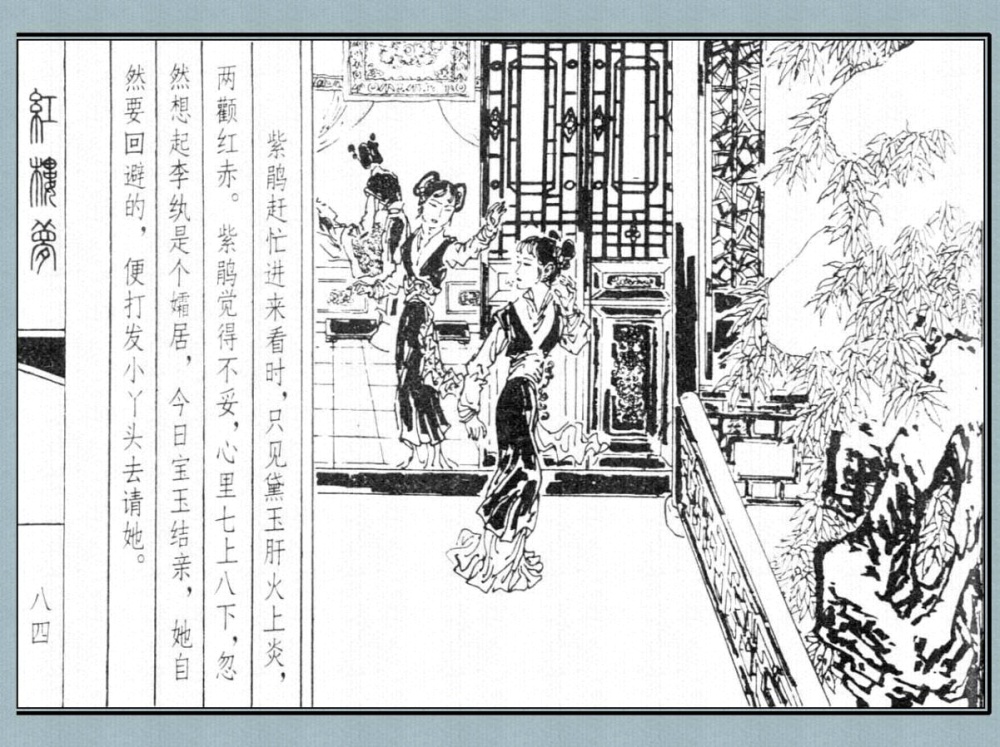 紫鹃赶忙进来看时，只见黛玉肝火上炎，
两颧红赤。紫鹃觉得不妥，心里七上八下，忽
然想起李纨是个孀居，今日宝玉结亲，她自
然要回避的，便打发小丫头去请她。
紅樓夢
八四